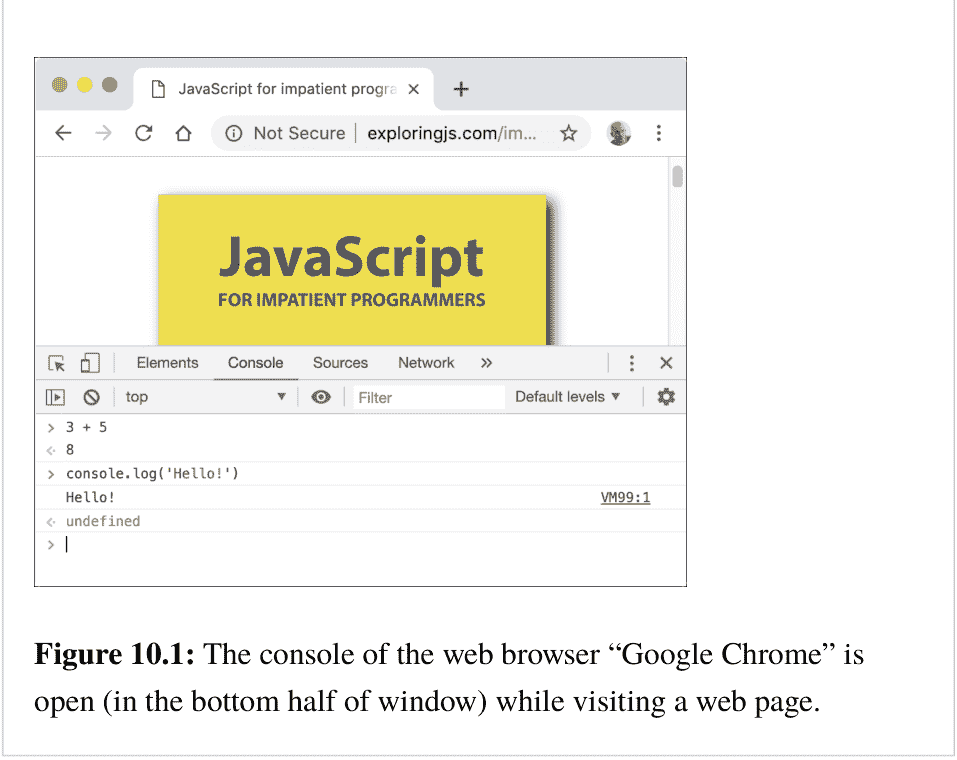 JavaScript for impatient progra
Not Secure | exploringjs.com/im...
JavaScript
FOR IMPATIENT PROGRAMMERS
Elements Console Sources Network »
top Filter Default levels
> 3 + 5
8
> console.log('Hello!')
Hello! VM99:1
undefined
>
Figure 10.1: The console of the web browser “Google Chrome” is
open (in the bottom half of window) while visiting a web page.